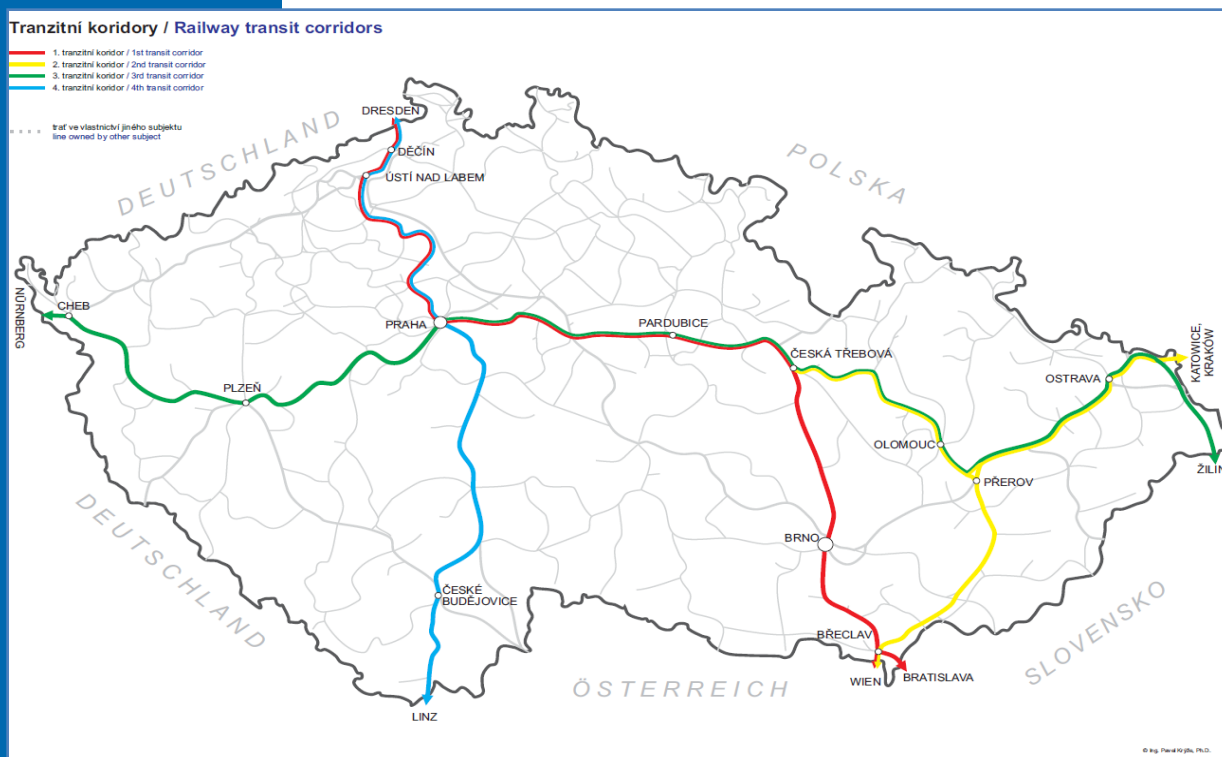 Tranzitní koridory / Railway transit corridors
1. tranzitní koridor / 1st transit corridor
2. tranzitní koridor / 2nd transit corridor
3. tranzitní koridor / 3rd transit corridor
4. tranzitní koridor / 4th transit corridor
trať ve vlastnictví jiného subjektu
line owned by other subject
DRESDEN
DĚČÍN
ÚSTÍ NAD LABEM
DEUTSCHLAND
POLSKA
NÜRNBERG
CHEB
PRAHA
PARDUBICE
ČESKÁ TŘEBOVÁ
KATOWICE,
KRAKÓW
OSTRAVA
PLZEŇ
OLOMOUC
ŽILIN
PŘEROV
DEUTSCHLAND
BRNO
ČESKÉ
BUDĚJOVICE
BŘECLAV
SLOVENSKO
WIEN
BRATISLAVA
ÖSTERREICH
LINZ
© Ing. Pavel Ph.D.